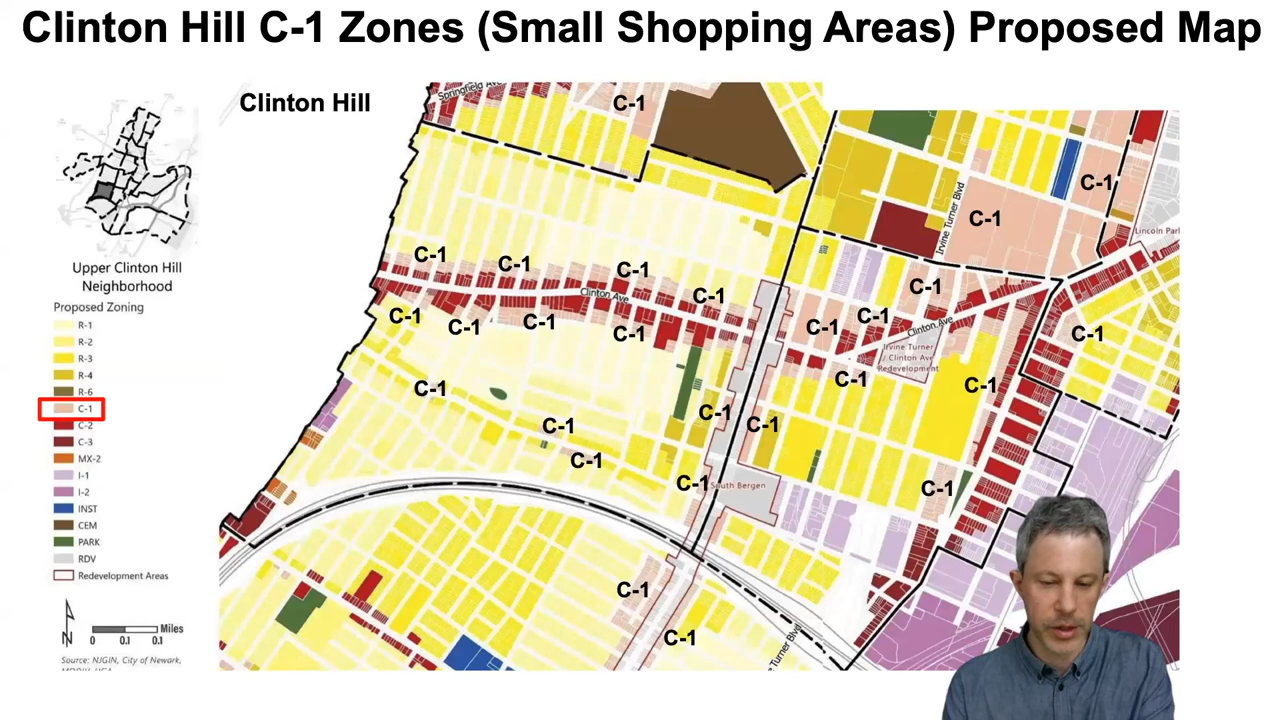 Clinton Hill C-1 Zones (Small Shopping Areas) Proposed Map
Clinton Hill
Springfield Ave
C-1
C-1
C-1
Irvine Turner Blvd
Lincoln Park
C-1
C-1
C-1
C-1
C-1
Clinton Ave
C-1
C-1
C-1
C-1
C-1
C-1
C-1
Clinton Ave
C-1
Irvine Turner
/ Clinton Ave
Redevelopment
C-1
C-1
C-1
C-1
C-1
C-1
C-1
C-1
South Bergen
C-1
C-1
C-1
Turner Blvd
Upper Clinton Hill
Neighborhood
Proposed Zoning
R-1
R-2
R-3
R-4
R-6
C-1
C-2
C-3
MX-2
I-1
I-2
INST
CEM
PARK
RDV
Redevelopment Areas
N
0 0.1 0.1 Miles
Source: NJGIN, City of Newark,